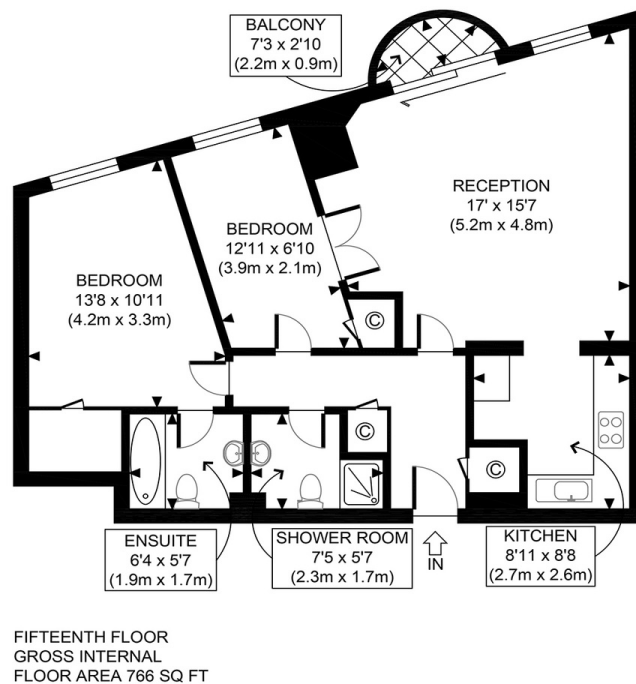 BALCONY
7'3 x 2'10
(2.2m x 0.9m)
RECEPTION
17' x 15'7
(5.2m x 4.8m)
BEDROOM
12'11 x 6'10
(3.9m x 2.1m)
BEDROOM
13'8 x 10'11
(4.2m x 3.3m)
C
C
C
ENSUITE
6'4 x 5'7
(1.9m x 1.7m)
SHOWER ROOM
7'5 x 5'7
(2.3m x 1.7m)
IN
KITCHEN
8'11 x 8'8
(2.7m x 2.6m)
FIFTEENTH FLOOR
GROSS INTERNAL
FLOOR AREA 766 SQ FT